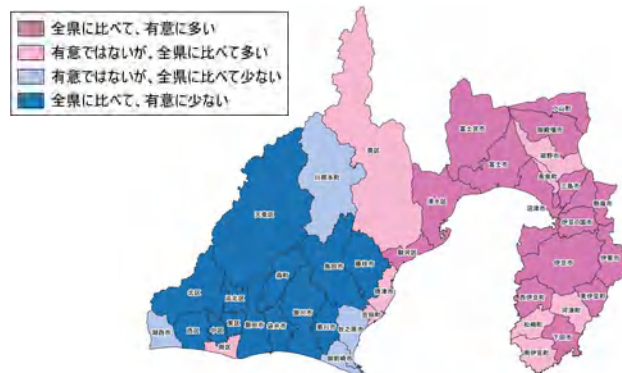 全県に比べて、有意に多い
有意ではないが、全県に比べて多い
有意ではないが、全県に比べて少ない
全県に比べて、有意に少ない
小山町
富士宮市
御殿場市
葵区
裾野市
富士市
川根本町
長泉町
三島市
清水区
沼津市
熱海市
天竜区
伊豆の国市
駿河区
島田市
藤枝市
伊豆市
伊東市
森町
焼津市
北区
浜北区
西伊豆町
東伊豆町
吉田町
河津町
掛川市
湖西市
西区
中区
東区
磐田市
袋井市
菊川市
牧之原市
松崎町
下田市
南区
御前崎市
南伊豆町